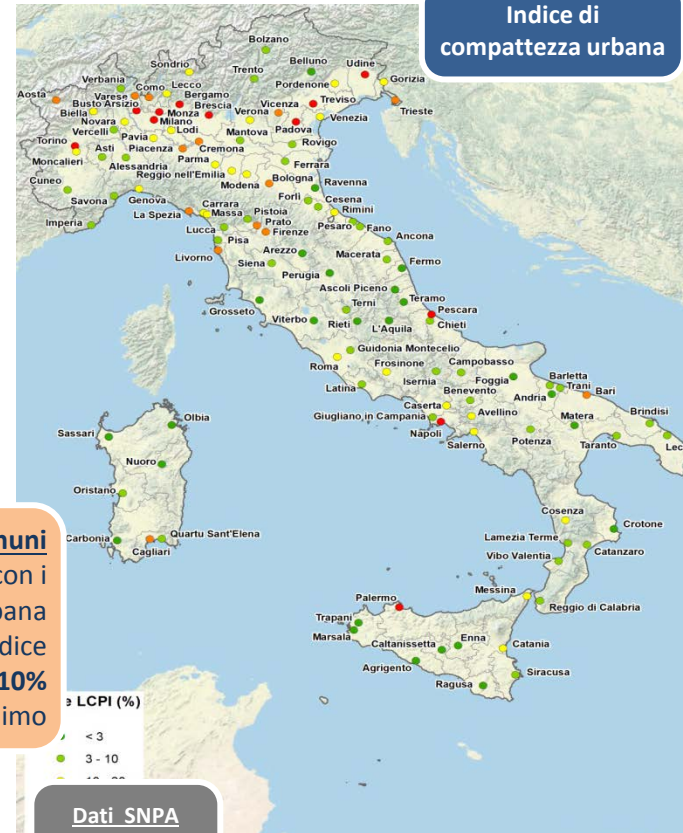 Indice di
compattezza urbana
Bolzano
Sondrio
Belluno
Udine
Verbania
Trento
Pordenone
Gorizia
Aosta
Varese
Como
Lecco
Bergamo
Treviso
Busto Arsizio
Monza
Brescia
Vicenza
Trieste
Biella
Milano
Verona
Venezia
Novara
Lodi
Padova
Vercelli
Pavia
Mantova
Torino
Asti
Piacenza
Cremona
Rovigo
Moncalieri
Alessandria
Parma
Ferrara
Reggio nell'Emilia
Bologna
Cuneo
Modena
Ravenna
Savona
Forlì
Cesena
Genova
Carrara
Rimini
La Spezia
Massa
Pistoia
Imperia
Prato
Pesaro
Fano
Lucca
Firenze
Pisa
Ancona
Arezzo
Macerata
Livorno
Siena
Fermo
Perugia
Ascoli Piceno
Grosseto
Terni
Teramo
Viterbo
Rieti
L'Aquila
Pescara
Chieti
Guidonia Montecelio
Roma
Frosinone
Campobasso
Isernia
Foggia
Barletta
Latina
Benevento
Trani
Bari
Caserta
Andria
Giugliano in Campania
Avellino
Matera
Brindisi
Napoli
Salerno
Potenza
Taranto
Lec
Olbia
Sassari
Nuoro
Oristano
Carbonia
Quartu Sant'Elena
Cagliari
Cosenza
Crotone
Lamezia Terme
Catanzaro
Vibo Valentia
Messina
Palermo
Reggio di Calabria
Trapani
Marsala
Enna
Catania
Caltanissetta
Agrigento
Siracusa
Ragusa
nuni
con i
bana
dice
10%
imo
e LCPI (%)
< 3
3 - 10
Dati SNPA